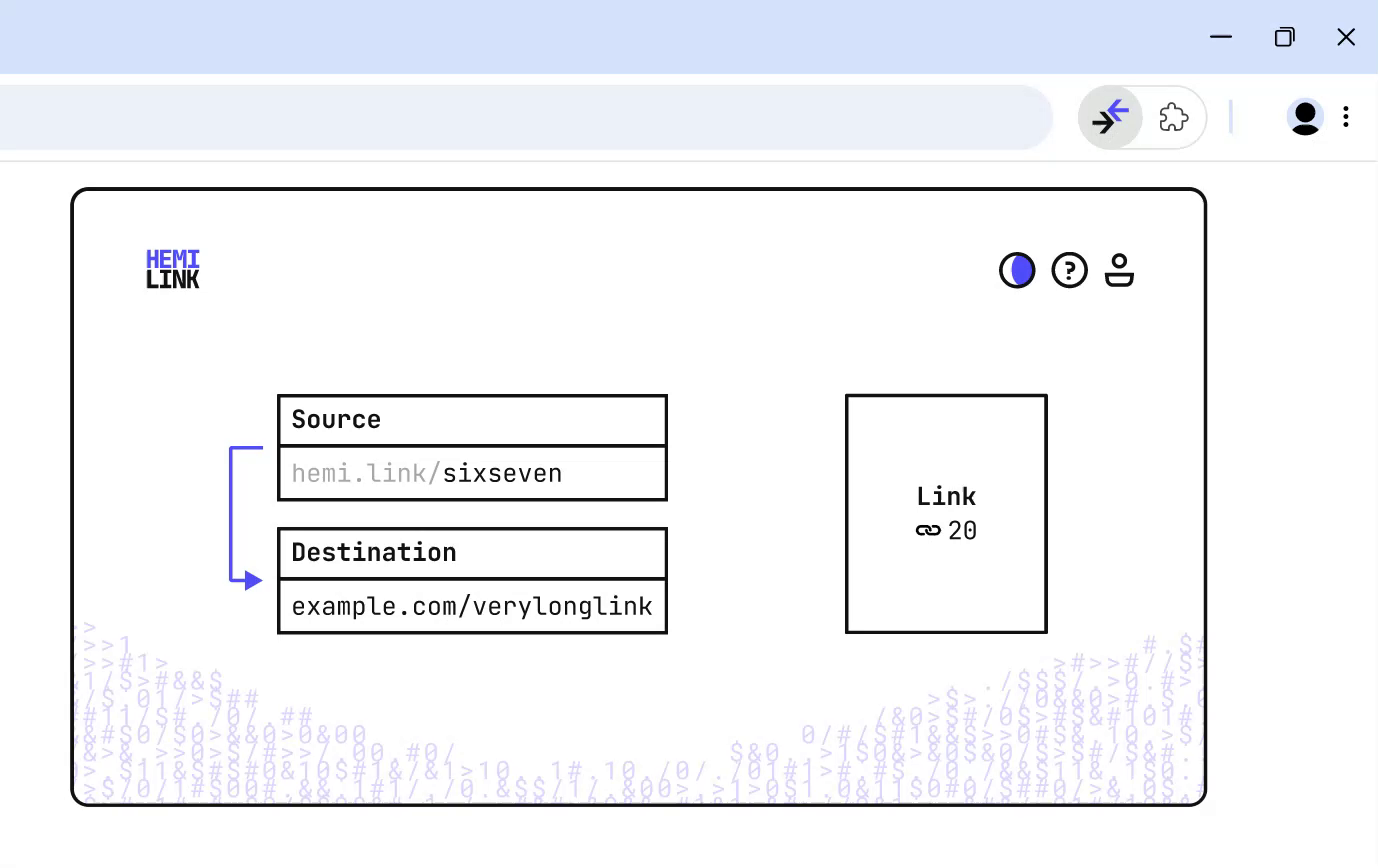 HEMI
LINK
?
Source
hemi.link/sixseven
Destination
example.com/verylonglink
Link
20